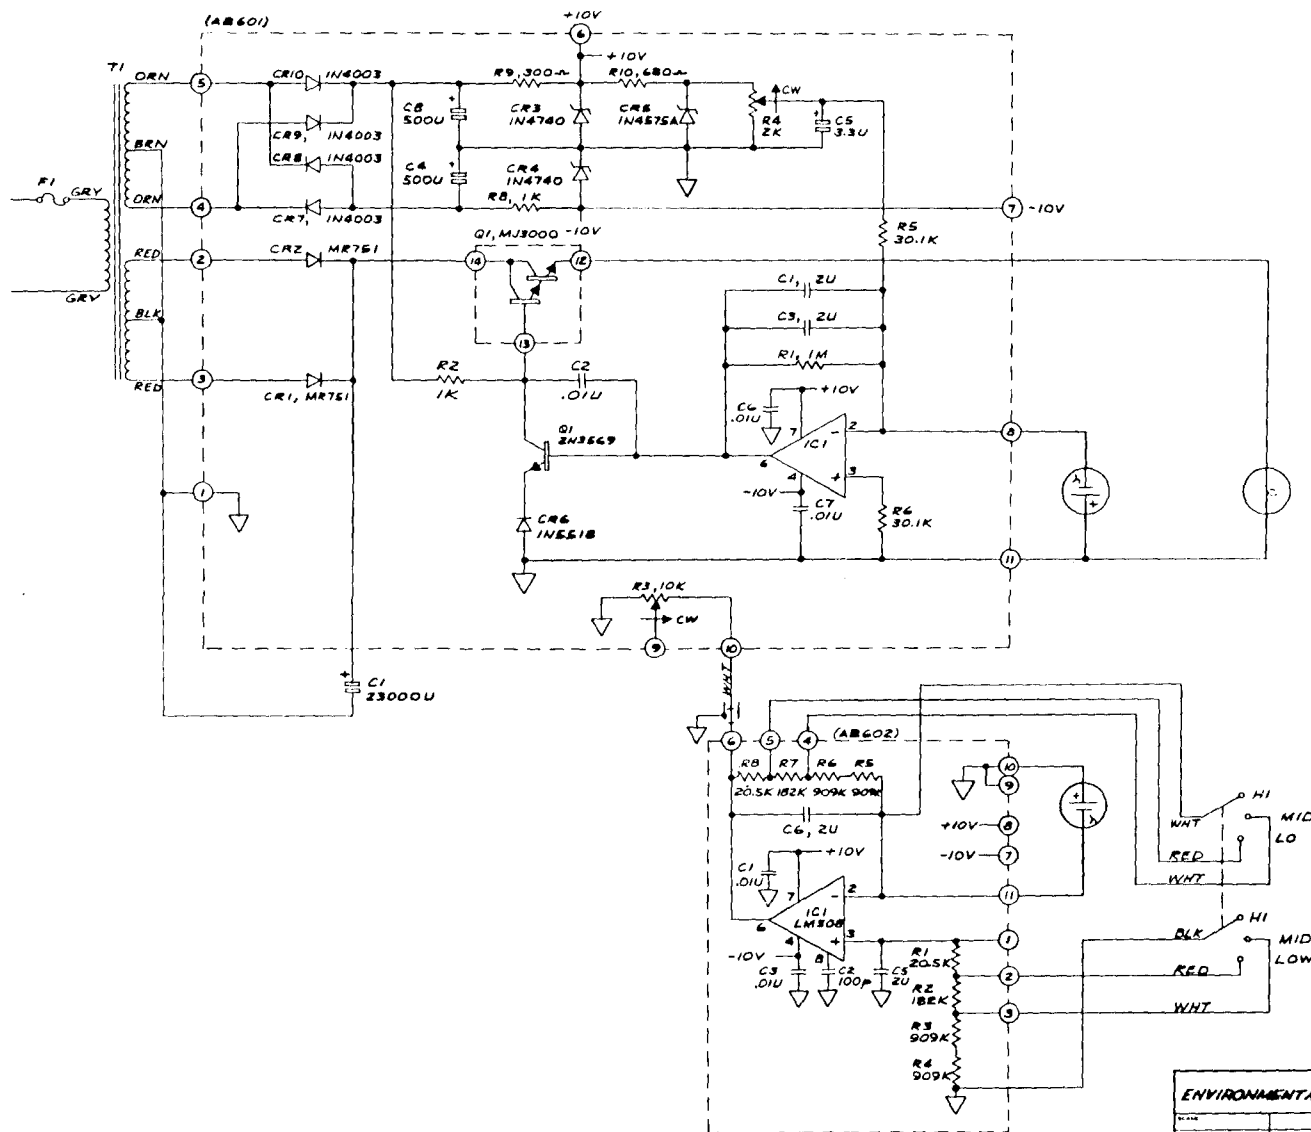 (AB601)
+10V
6
+10V
T1
ORN
5
CR10 1N4003
R9, 300Ω
R10, 680Ω
CW
C8
500U
CR3
1N4740
CR5
1N4575A
R4
2K
C5
3.3U
CR9, 1N4003
BRN
CR8 1N4003
C4
500U
CR4
1N4740
F1
GRY
ORN
4
CR7, 1N4003
R8, 1K
7
-10V
Q1, MJ3000
-10V
R5
30.1K
RED
2
CR2 MR751
14
12
C1, 2U
GRY
BLK
C3, 2U
13
R1, 1M
RED
3
CR1, MR751
R2
1K
C2
.01U
+10V
C6
.01U
7
2
8
Q1
2N3569
IC1
-
6
3
+
4
-10V
C7
.01U
R6
30.1K
1
+
CR6
1N551B
11
R3, 10K
CW
9
10
C1
23000U
WHT
6
5
4
(AB602)
R8
R7
R6
R5
20.5K
182K
909K
909K
10
9
C6, 2U
+10V
8
-10V
7
WHT
HI
MID
LO
RED
WHT
C1
.01U
+10V
7
2
11
IC1
LM308
6
3
1
4
8
-10V
C3
.01U
C2
100P
C5
2U
R1
20.5K
2
R2
182K
3
R3
909K
R4
909K
BLK
HI
MID
LOW
RED
WHT
ENVIRONMENTA
SCALE